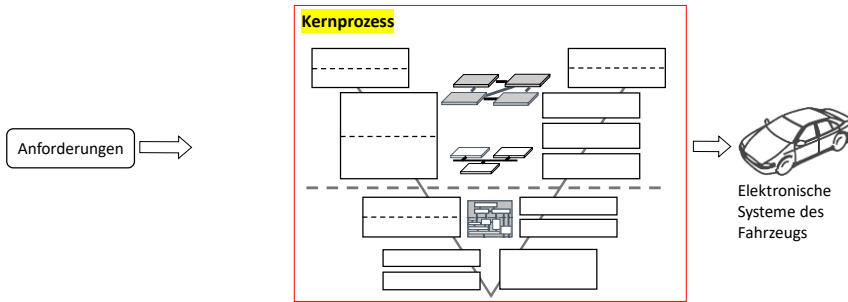 Kernprozess
Anforderungen
Elektronische
Systeme des
Fahrzeugs